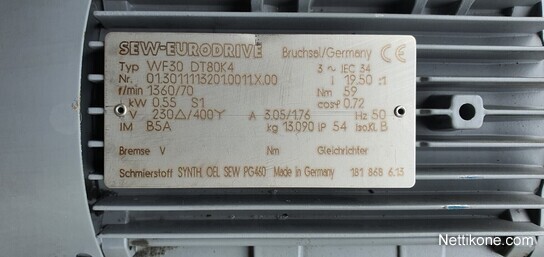 SEW-EURODRIVE Bruchsal/Germany CE
Typ WF30 DT80K4 3 ~ IEC 34
Nr. 01.3011113201.0011X.00 i 19,50 :1
r/min 1360/70 Nm 59
kW 0,55 S1 cosφ 0,72
V 230△/400Y A 3.05/1.76 Hz 50
IM B5A kg 13.090 IP 54 Iso.Kl. B
Bremse V Nm Gleichrichter
Schmierstoff SYNTH. OEL SEW PG460 Made in Germany 181 868 6.13
Nettikone.com